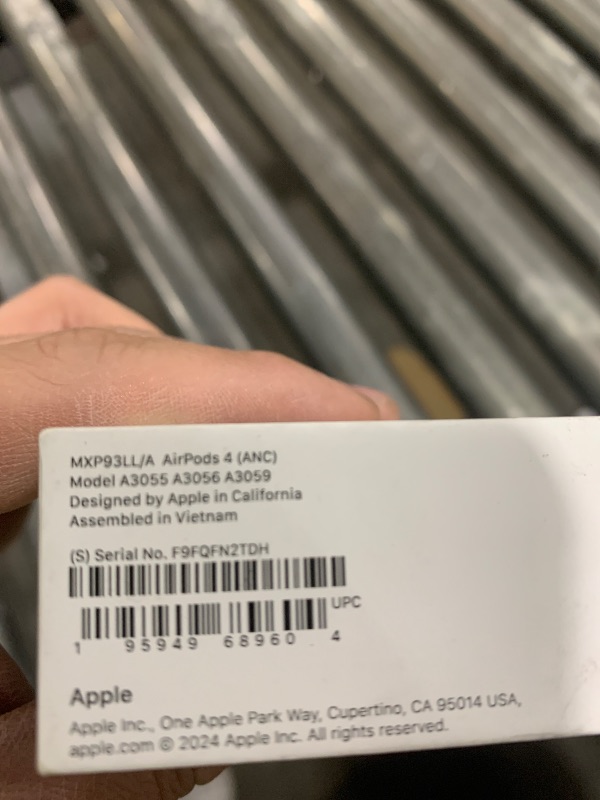 MXP93LL/A AirPods 4 (ANC)
Model A3055 A3056 A3059
Designed by Apple in California
Assembled in Vietnam
(S) Serial No. F9FQFN2TDH
UPC
1 95949 68960 4
Apple
Apple Inc., One Apple Park Way, Cupertino, CA 95014 USA,
apple.com © 2024 Apple Inc. All rights reserved.